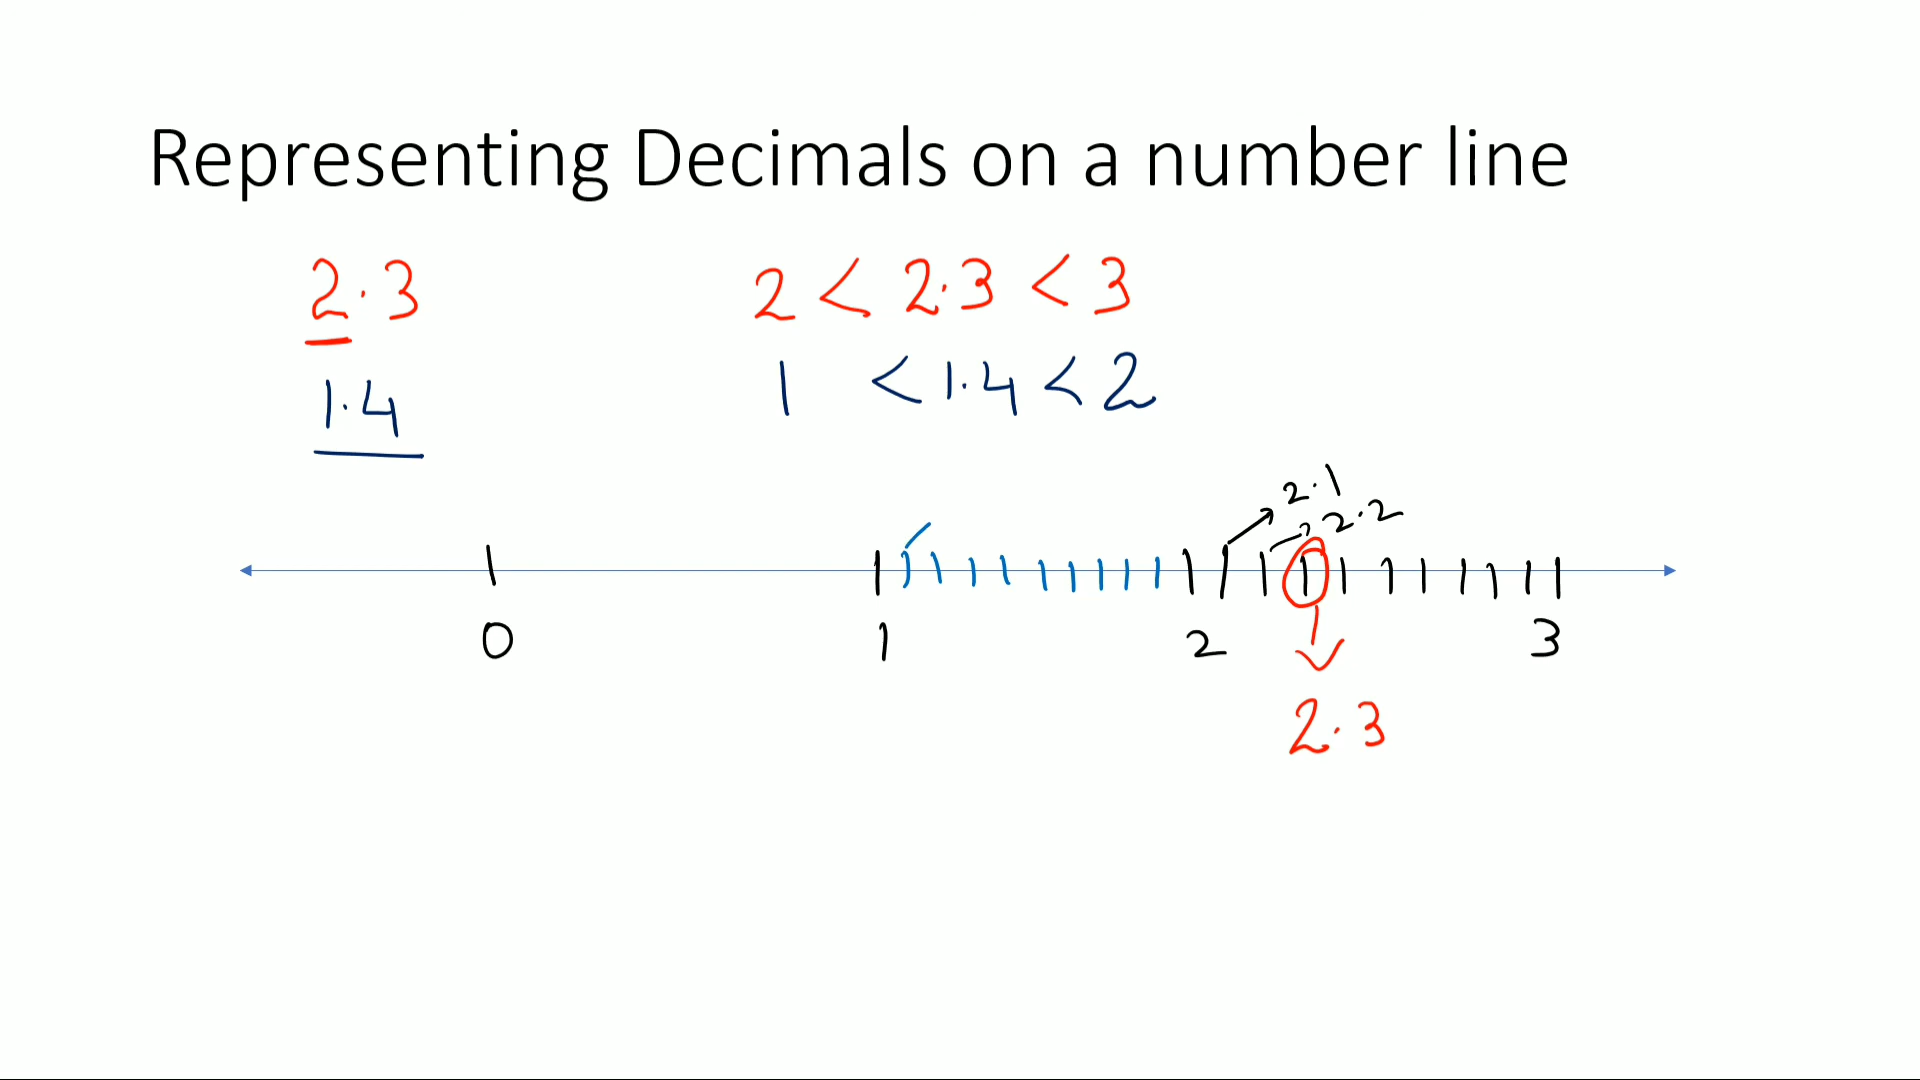 Representing Decimals on a number line
2.3 2 < 2.3 < 3
1.4 1 < 1.4 < 2
2.1
2.2
0 1 2 3
2.3